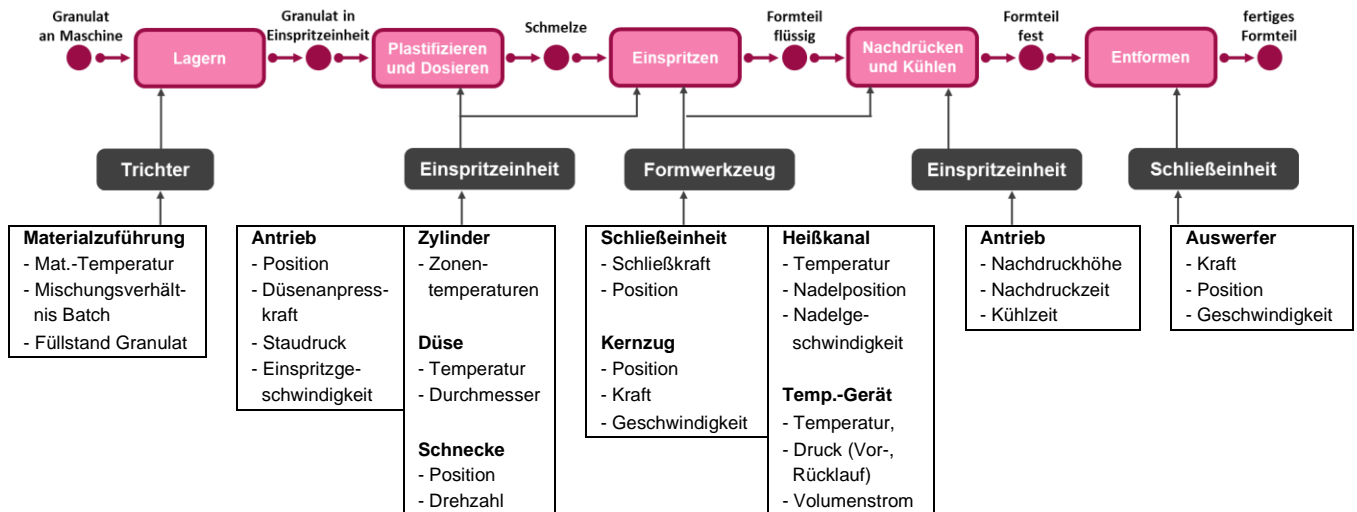 Granulat
an Maschine
Lagern
Granulat in
Einspritzeinheit
Plastifizieren
und Dosieren
Schmelze
Einspritzen
Formteil
flüssig
Nachdrücken
und Kühlen
Formteil
fest
Entformen
fertiges
Formteil
Trichter
Einspritzeinheit
Formwerkzeug
Einspritzeinheit
Schließeinheit
Materialzuführung
- Mat.-Temperatur
- Mischungsverhält-
nis Batch
- Füllstand Granulat
Antrieb
- Position
- Düsenanpress-
kraft
- Staudruck
- Einspritzge-
schwindigkeit
Zylinder
- Zonen-
temperaturen
Düse
- Temperatur
- Durchmesser
Schnecke
- Position
- Drehzahl
Schließeinheit
- Schließkraft
- Position
Kernzug
- Position
- Kraft
- Geschwindigkeit
Heißkanal
- Temperatur
- Nadelposition
- Nadelge-
schwindigkeit
Temp.-Gerät
- Temperatur,
- Druck (Vor-,
Rücklauf)
- Volumenstrom
Antrieb
- Nachdruckhöhe
- Nachdruckzeit
- Kühlzeit
Auswerfer
- Kraft
- Position
- Geschwindigkeit